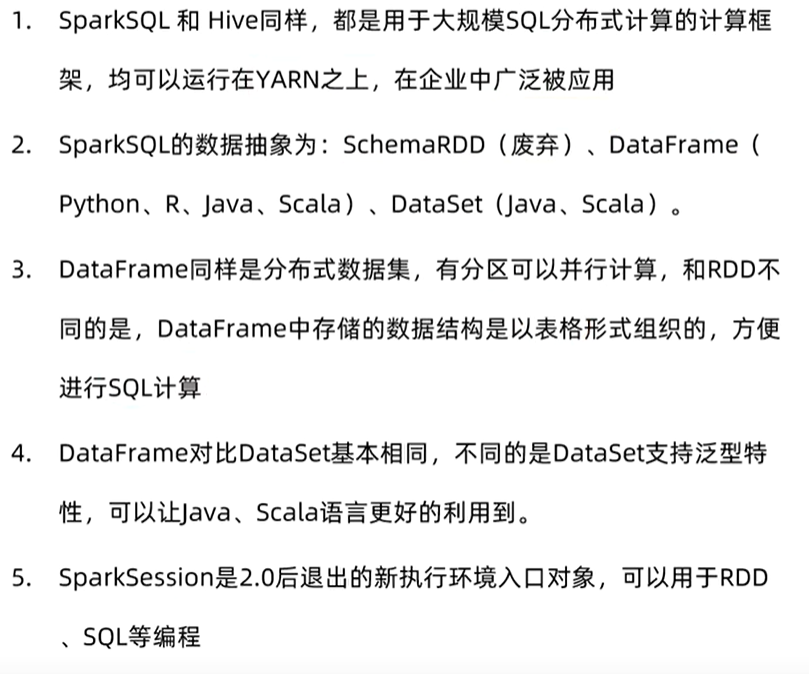 1. SparkSQL 和 Hive同样，都是用于大规模SQL分布式计算的计算框
架，均可以运行在YARN之上，在企业中广泛被应用
2. SparkSQL的数据抽象为：SchemaRDD（废弃）、DataFrame（
Python、R、Java、Scala）、DataSet（Java、Scala）。
3. DataFrame同样是分布式数据集，有分区可以并行计算，和RDD不
同的是，DataFrame中存储的数据结构是以表格形式组织的，方便
进行SQL计算
4. DataFrame对比DataSet基本相同，不同的是DataSet支持泛型特
性，可以让Java、Scala语言更好的利用到。
5. SparkSession是2.0后退出的新执行环境入口对象，可以用于RDD
、SQL等编程